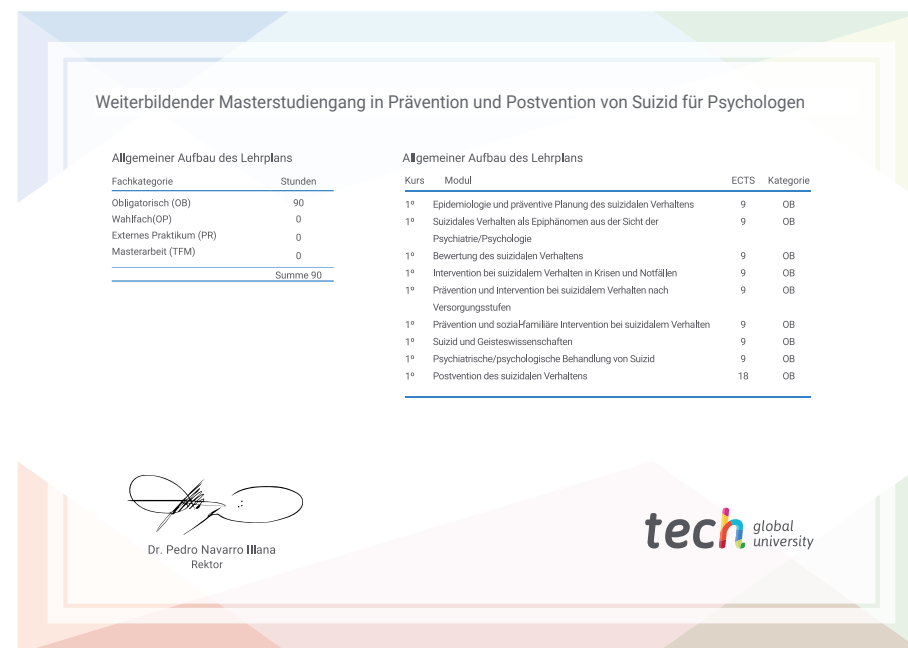 Weiterbildender Masterstudiengang in Prävention und Postvention von Suizid für Psychologen
Allgemeiner Aufbau des Lehrplans
Fachkategorie Stunden
Obligatorisch (OB) 90
Wahlfach(OP) 0
Externes Praktikum (PR) 0
Masterarbeit (TFM) 0
Summe 90
Allgemeiner Aufbau des Lehrplans
Kurs Modul ECTS Kategorie
1º Epidemiologie und präventive Planung des suizidalen Verhaltens 9 OB
1º Suizidales Verhalten als Epiphänomen aus der Sicht der 9 OB
Psychiatrie/Psychologie
1º Bewertung des suizidalen Verhaltens 9 OB
1º Intervention bei suizidalem Verhalten in Krisen und Notfällen 9 OB
1º Prävention und Intervention bei suizidalem Verhalten nach 9 OB
Versorgungsstufen
1º Prävention und sozial-familiäre Intervention bei suizidalem Verhalten 9 OB
1º Suizid und Geisteswissenschaften 9 OB
1º Psychiatrische/psychologische Behandlung von Suizid 9 OB
1º Postvention des suizidalen Verhaltens 18 OB
Dr. Pedro Navarro Illana
Rektor
tech global
university